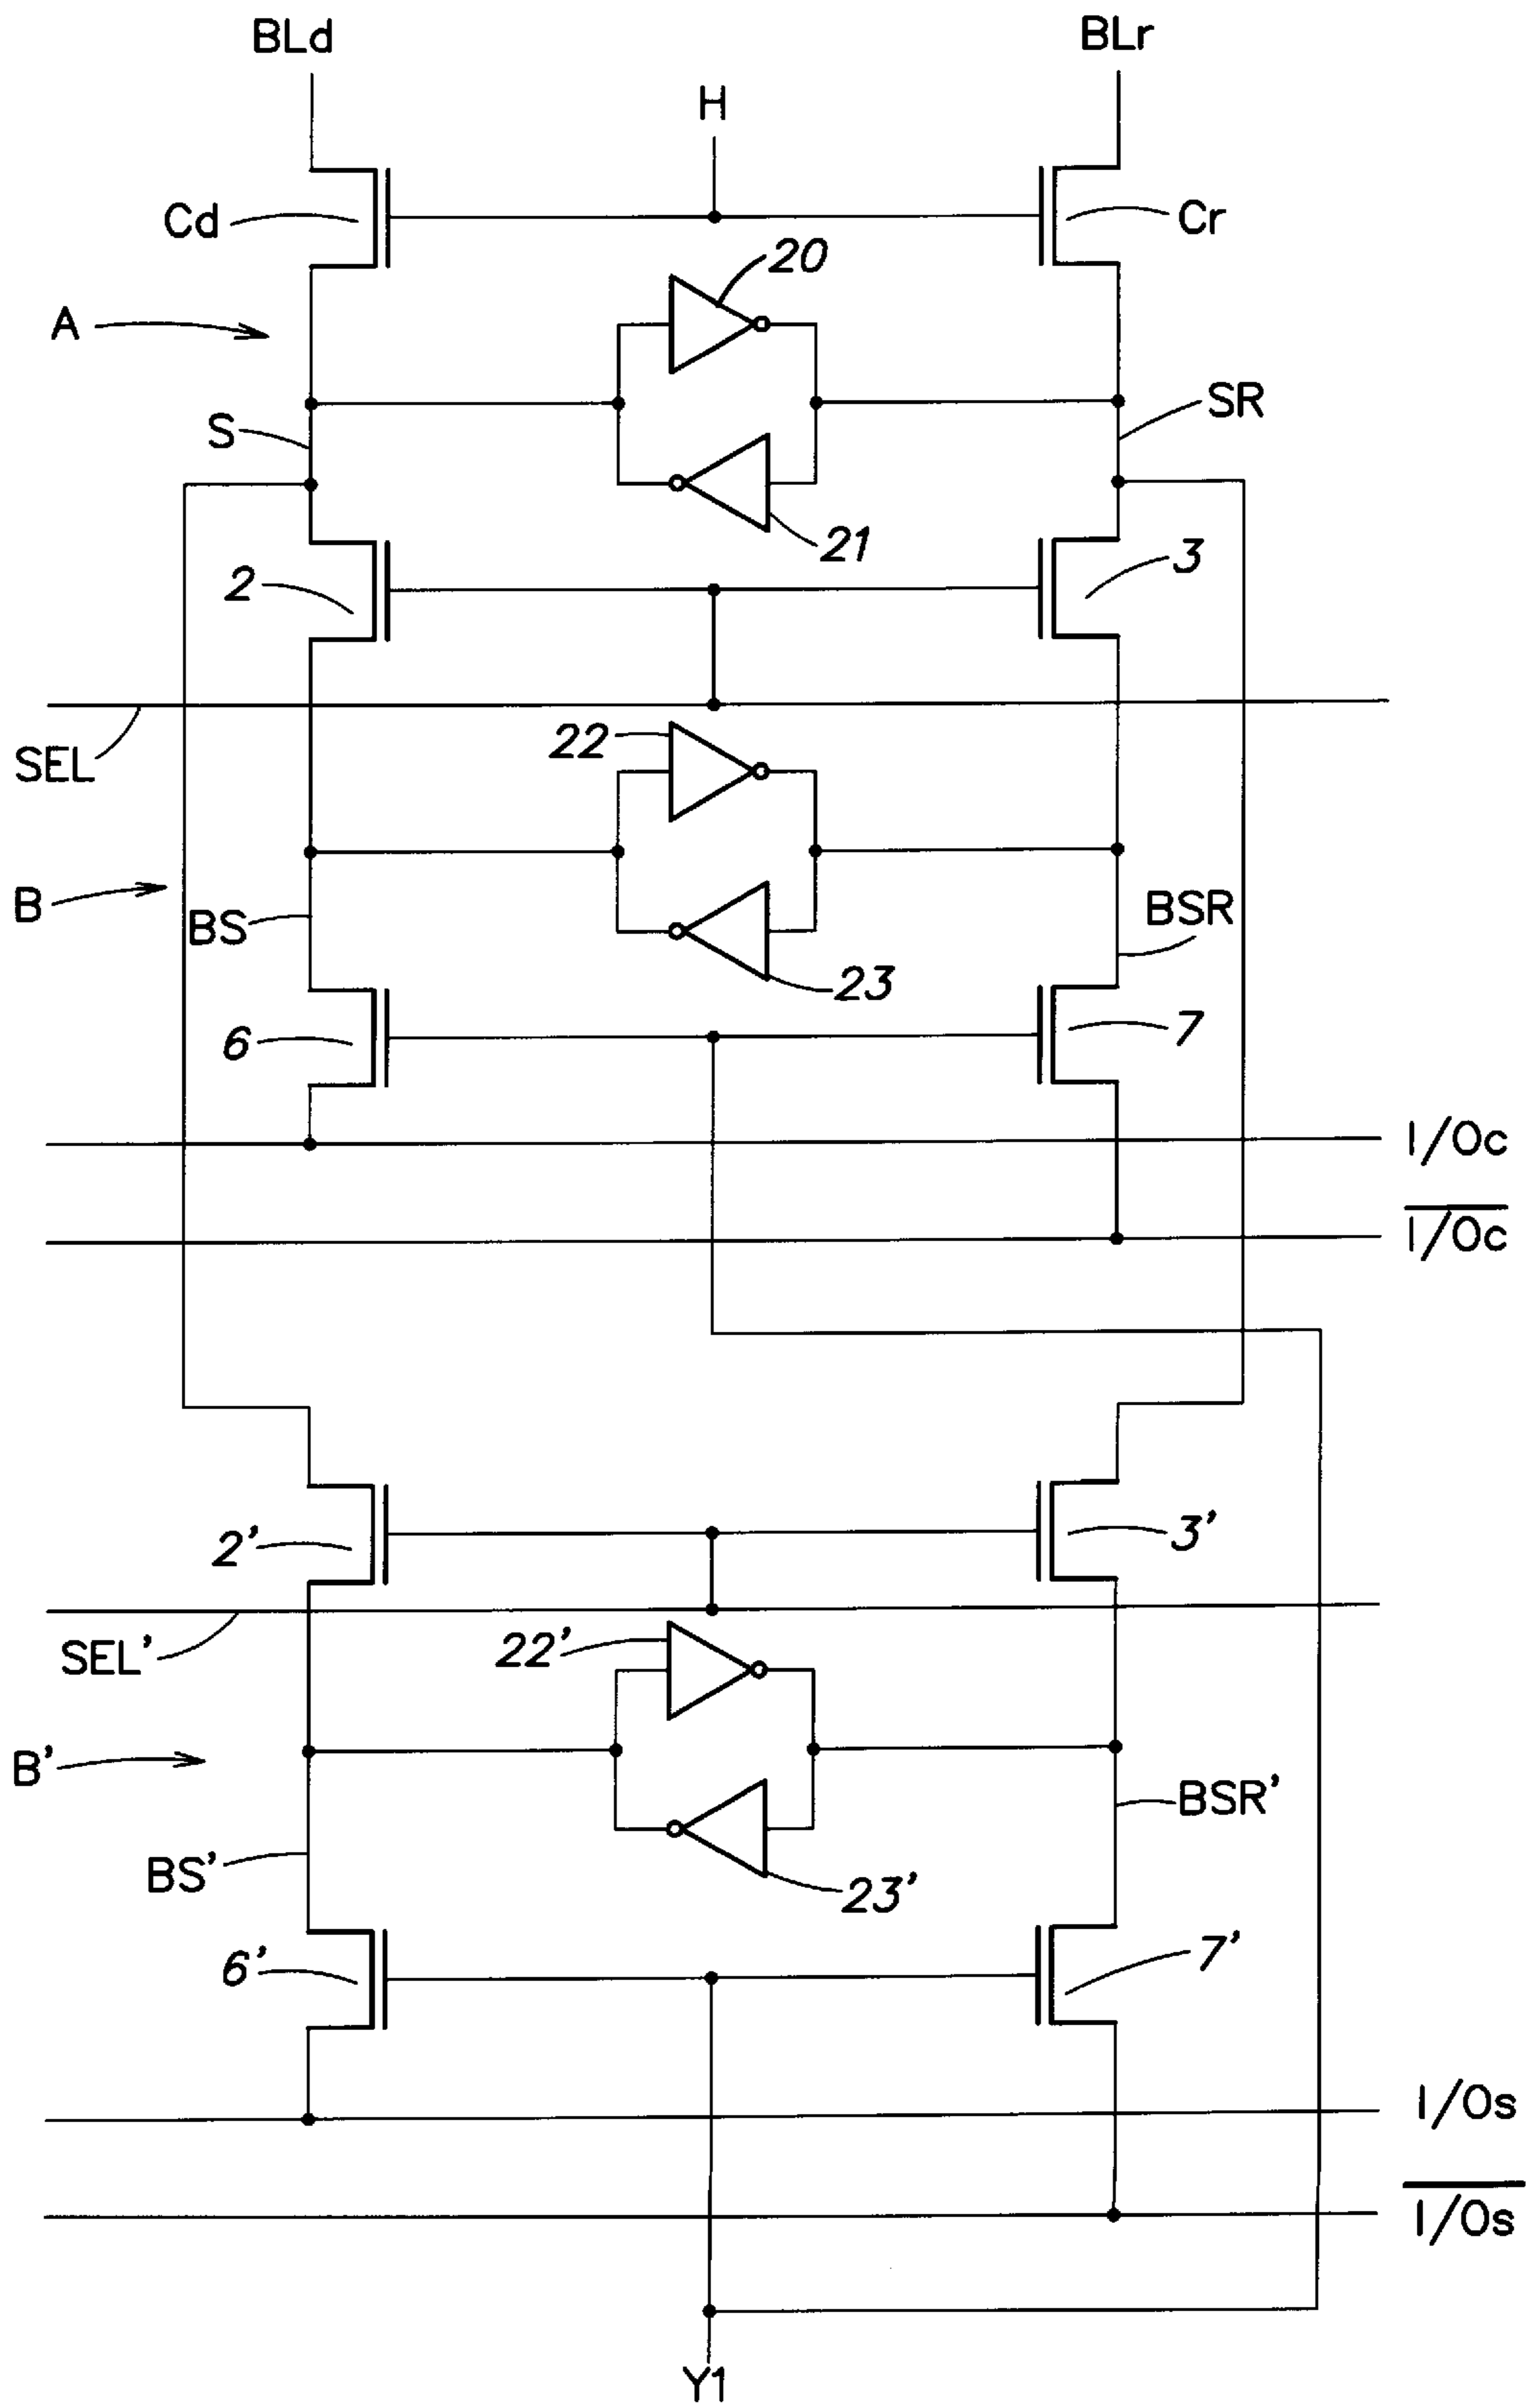 BLd
BLr
H
Cd
Cr
20
A
S
SR
21
2
3
SEL
22
B
BS
BSR
23
6
7
I/Oc
I/Oc
2'
3'
SEL'
22'
B'
BSR'
BS'
23'
6'
7'
I/Os
I/Os
Y1